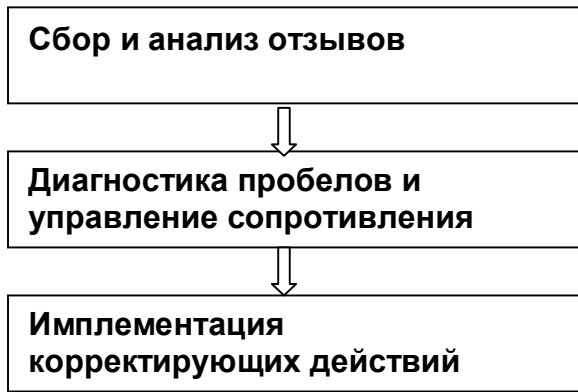 Сбор и анализ отзывов
Диагностика пробелов и
управление сопротивления
Имплементация
корректирующих действий